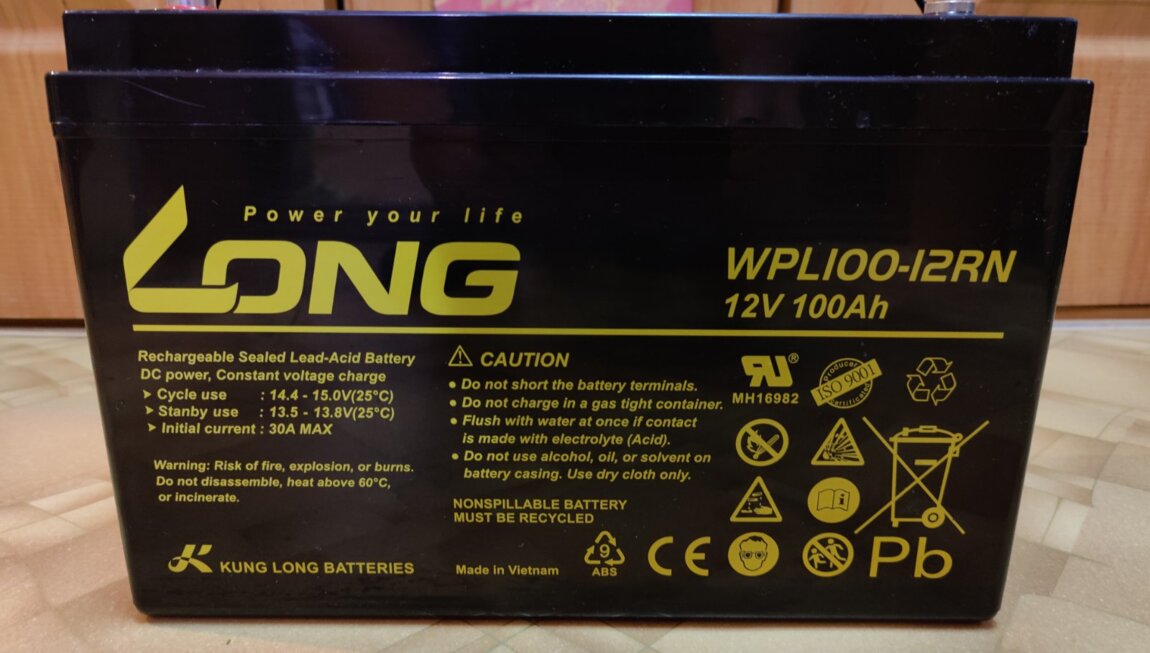 Power your life
LONG
WPL100-12RN
12V 100Ah
Rechargeable Sealed Lead-Acid Battery
DC power, Constant voltage charge
Cycle use : 14.4 - 15.0V(25°C)
Stanby use : 13.5 - 13.8V(25°C)
Initial current : 30A MAX
Warning: Risk of fire, explosion, or burns.
Do not disassemble, heat above 60°C,
or incinerate.
KUNG LONG BATTERIES
⚠ CAUTION
• Do not short the battery terminals.
• Do not charge in a gas tight container.
• Flush with water at once if contact
is made with electrolyte (Acid).
• Do not use alcohol, oil, or solvent on
battery casing. Use dry cloth only.
NONSPILLABLE BATTERY
MUST BE RECYCLED
Made in Vietnam
9
ABS
CE
RU®
MH16982
Producer
ISO 9001
Certificated
Pb